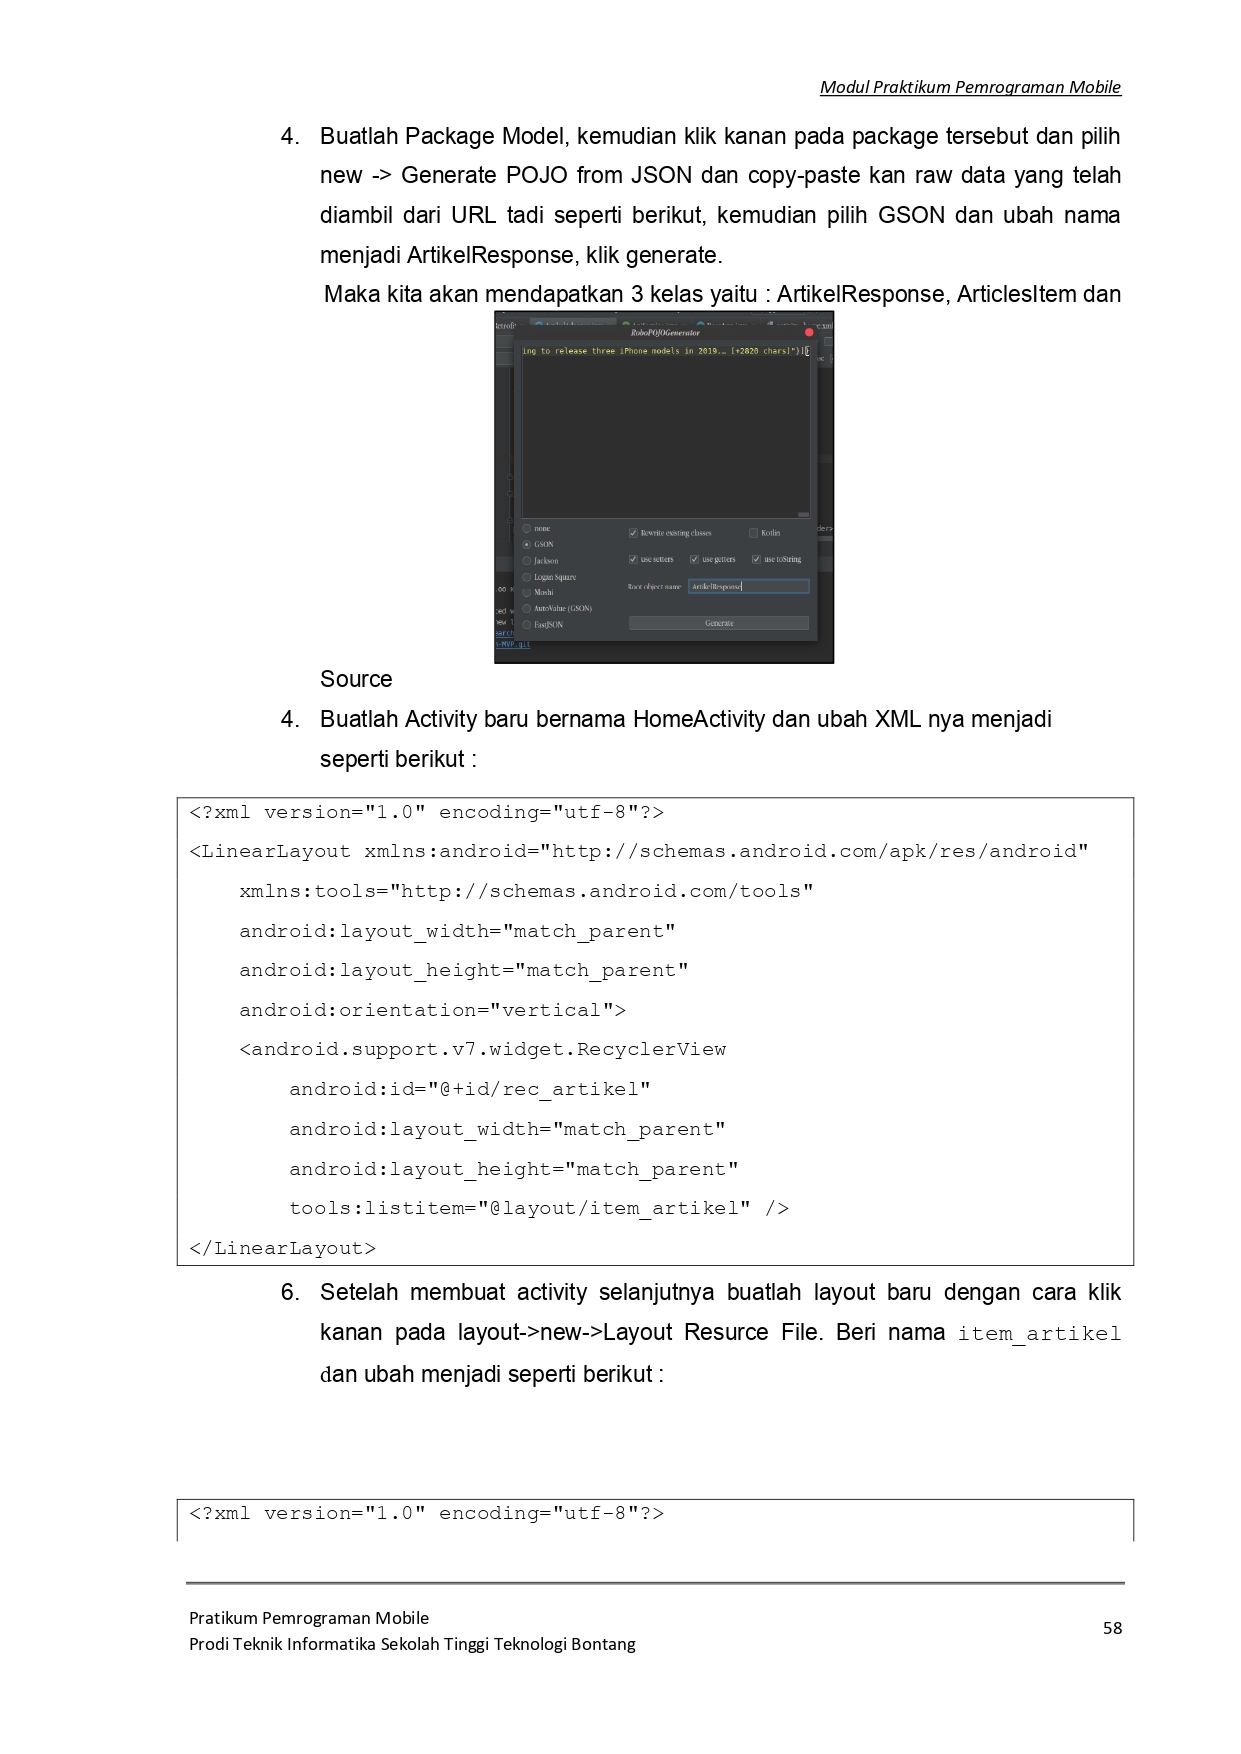 Modul Praktikum Pemrograman Mobile
4. Buatlah Package Model, kemudian klik kanan pada package tersebut dan pilih
new -> Generate POJO from JSON dan copy-paste kan raw data yang telah
diambil dari URL tadi seperti berikut, kemudian pilih GSON dan ubah nama
menjadi ArtikelResponse, klik generate.
Maka kita akan mendapatkan 3 kelas yaitu : ArtikelResponse, ArticlesItem dan
RoboPOJOGenerator
ing to release three iPhone models in 2019… [+2820 chars]"}]}
none
Rewrite existing classes
Kotlin
GSON
Jackson
use setters
use getters
use toString
Logan Square
Root object name
ArtikelResponse
Moshi
AutoValue (GSON)
FastJSON
Generate
n-MVP.git
Source
4. Buatlah Activity baru bernama HomeActivity dan ubah XML nya menjadi
seperti berikut :
<?xml version="1.0" encoding="utf-8"?>
<LinearLayout xmlns:android="http://schemas.android.com/apk/res/android"
xmlns:tools="http://schemas.android.com/tools"
android:layout_width="match_parent"
android:layout_height="match_parent"
android:orientation="vertical">
<android.support.v7.widget.RecyclerView
android:id="@+id/rec_artikel"
android:layout_width="match_parent"
android:layout_height="match_parent"
tools:listitem="@layout/item_artikel" />
</LinearLayout>
6. Setelah membuat activity selanjutnya buatlah layout baru dengan cara klik
kanan pada layout->new->Layout Resurce File. Beri nama item_artikel
dan ubah menjadi seperti berikut :
<?xml version="1.0" encoding="utf-8"?>
Pratikum Pemrograman Mobile
Prodi Teknik Informatika Sekolah Tinggi Teknologi Bontang
58